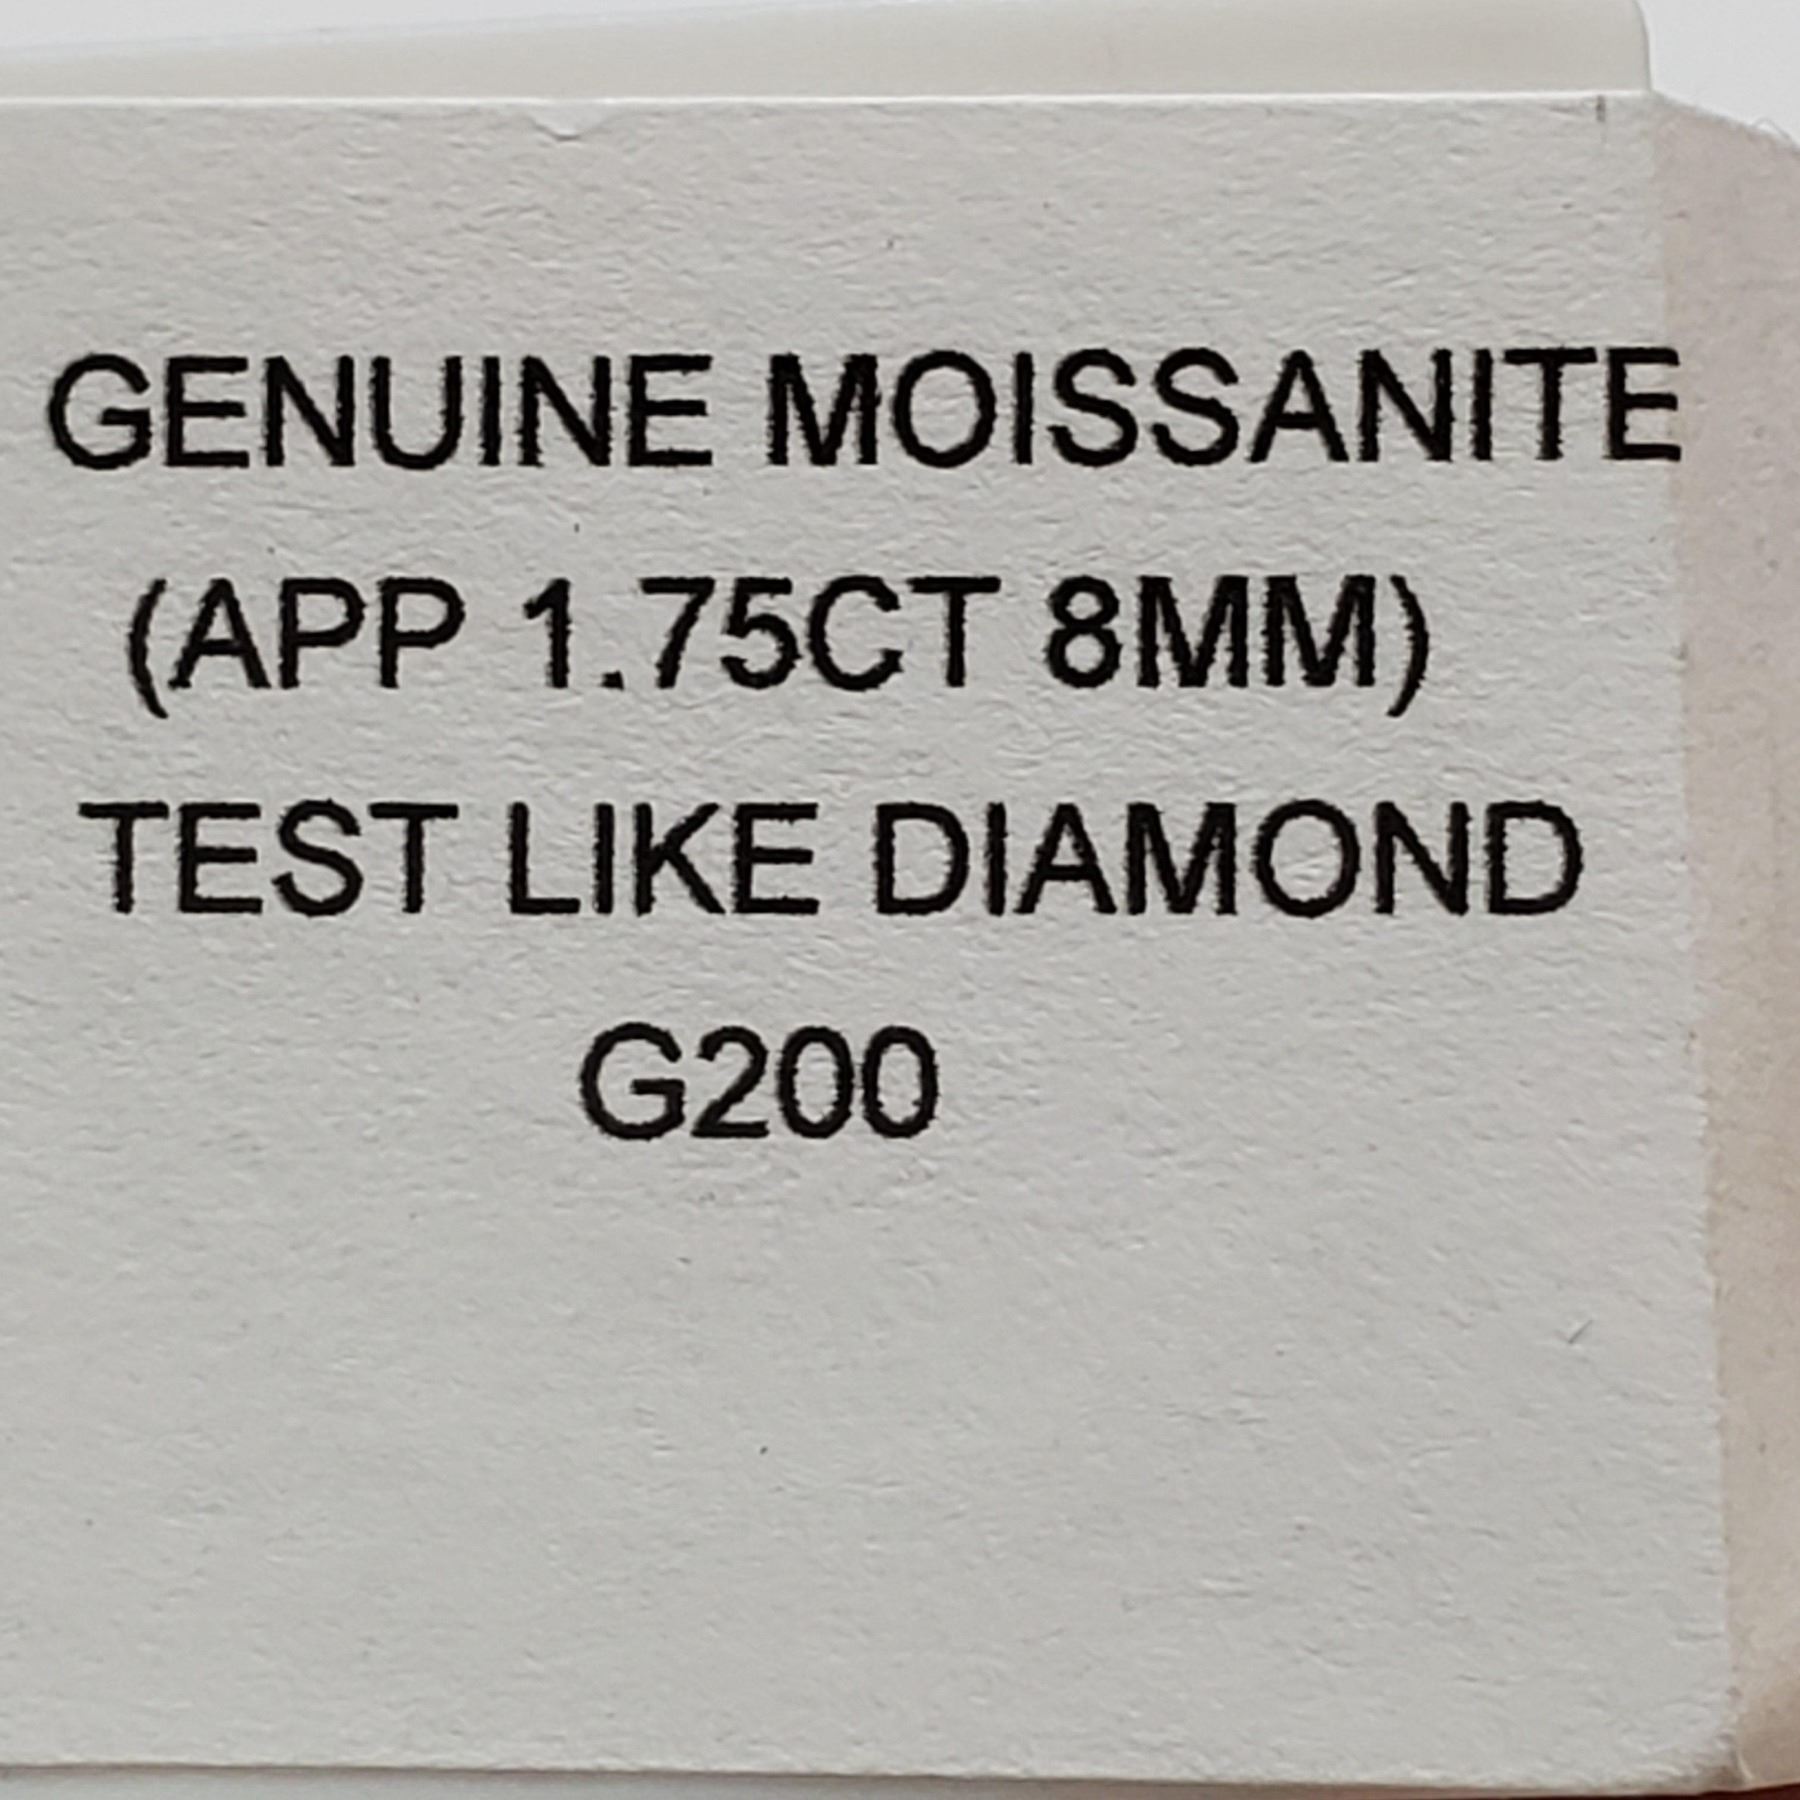 GENUINE MOISSANITE
(APP 1.75CT 8MM)
TEST LIKE DIAMOND
G200